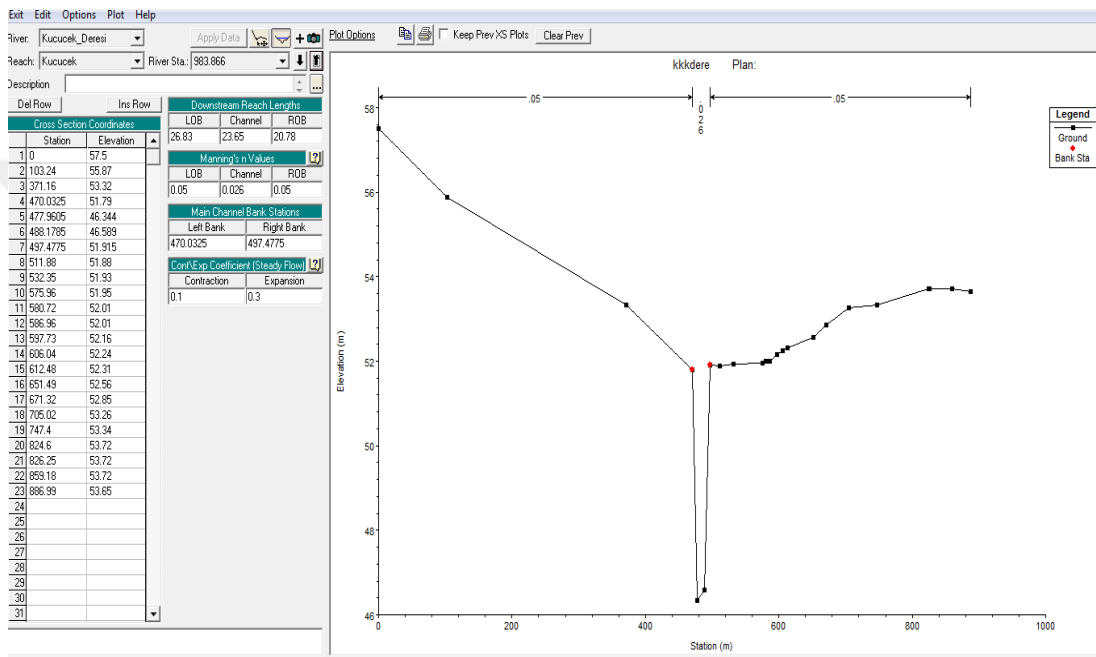 Exit Edit Options Plot Help
River: Kucucek_Deresi Apply Data Plot Options Keep Prev XS Plots Clear Prev
Reach: Kucucek River Sta.: 983.866
Description ...
Del Row Ins Row
Cross Section Coordinates
Station Elevation
1 0 57.5
2 103.24 55.87
3 371.16 53.32
4 470.0325 51.79
5 477.9605 46.344
6 488.1785 46.589
7 497.4775 51.915
8 511.88 51.88
9 532.35 51.93
10 575.96 51.95
11 580.72 52.01
12 586.96 52.01
13 597.73 52.16
14 606.04 52.24
15 612.48 52.31
16 651.49 52.56
17 671.32 52.85
18 705.02 53.26
19 747.4 53.34
20 824.6 53.72
21 826.25 53.72
22 859.18 53.72
23 886.99 53.65
24
25
26
27
28
29
30
31
Downstream Reach Lengths
LOB Channel ROB
26.83 23.65 20.78
Manning's n Values
LOB Channel ROB
0.05 0.026 0.05
Main Channel Bank Stations
Left Bank Right Bank
470.0325 497.4775
Cont\Exp Coefficient (Steady Flow)
Contraction Expansion
0.1 0.3
kkkdere Plan:
.05 .026 .05
Legend
Ground
Bank Sta
58
56
54
52
50
48
46
Elevation (m)
0 200 400 600 800 1000
Station (m)